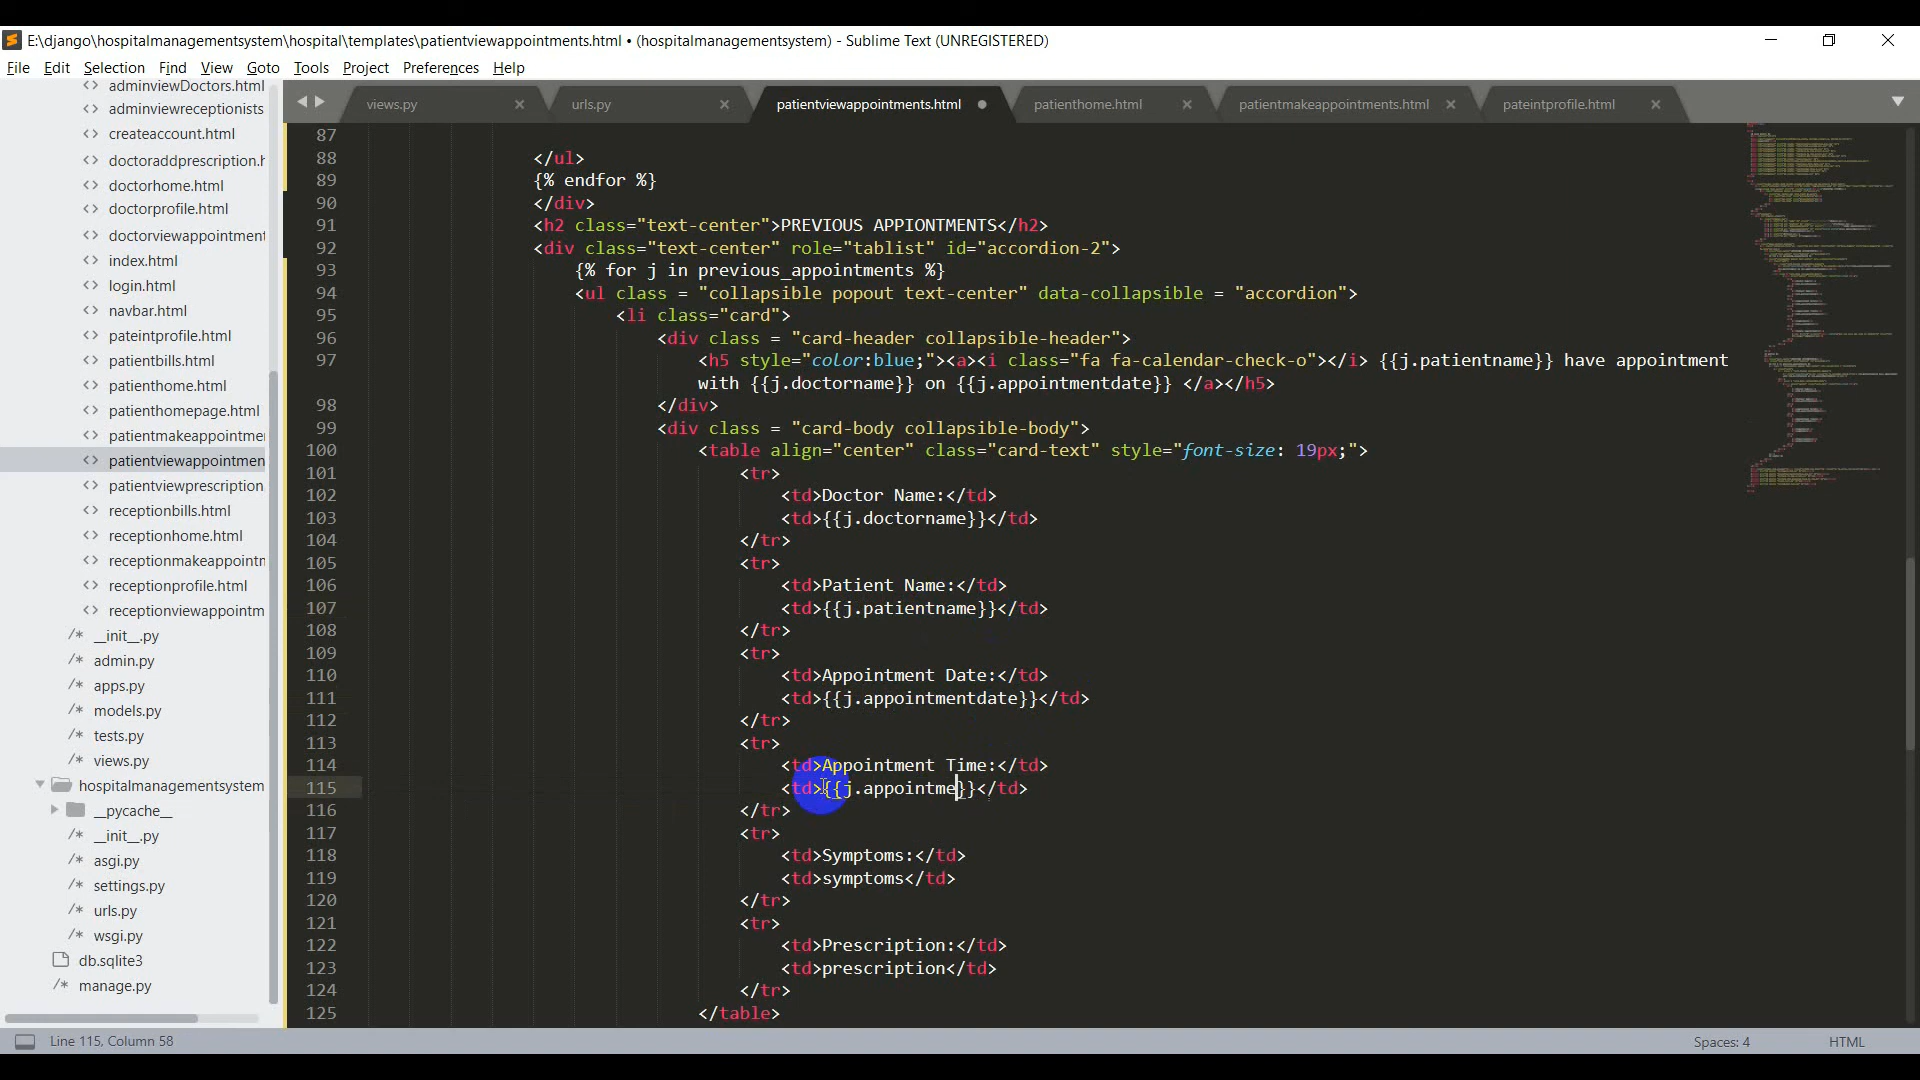 E:\django\hospitalmanagementsystem\hospital\templates\patientviewappointments.html • (hospitalmanagementsystem) - Sublime Text (UNREGISTERED)
File Edit Selection Find View Goto Tools Project Preferences Help
views.py urls.py patientviewappointments.html patienthome.html patientmakeappointments.html pateintprofile.html
adminviewDoctors.html
adminviewreceptionists
createaccount.html
doctoraddprescription.h
doctorhome.html
doctorprofile.html
doctorviewappointment
index.html
login.html
navbar.html
pateintprofile.html
patientbills.html
patienthome.html
patienthomepage.html
patientmakeappointme
patientviewappointmen
patientviewprescription
receptionbills.html
receptionhome.html
receptionmakeappointn
receptionprofile.html
receptionviewappointm
/* __init__.py
/* admin.py
/* apps.py
/* models.py
/* tests.py
/* views.py
hospitalmanagementsystem
__pycache__
/* __init__.py
/* asgi.py
/* settings.py
/* urls.py
/* wsgi.py
db.sqlite3
/* manage.py
87
88 </ul>
89 {% endfor %}
90 </div>
91 <h2 class="text-center">PREVIOUS APPIONTMENTS</h2>
92 <div class="text-center" role="tablist" id="accordion-2">
93 {% for j in previous_appointments %}
94 <ul class = "collapsible popout text-center" data-collapsible = "accordion">
95 <li class="card">
96 <div class = "card-header collapsible-header">
97 <h5 style="color:blue;"><a><i class="fa fa-calendar-check-o"></i> {{j.patientname}} have appointment
with {{j.doctorname}} on {{j.appointmentdate}} </a></h5>
98 </div>
99 <div class = "card-body collapsible-body">
100 <table align="center" class="card-text" style="font-size: 19px;">
101 <tr>
102 <td>Doctor Name:</td>
103 <td>{{j.doctorname}}</td>
104 </tr>
105 <tr>
106 <td>Patient Name:</td>
107 <td>{{j.patientname}}</td>
108 </tr>
109 <tr>
110 <td>Appointment Date:</td>
111 <td>{{j.appointmentdate}}</td>
112 </tr>
113 <tr>
114 <td>Appointment Time:</td>
115 <td>{{j.appointme}}</td>
116 </tr>
117 <tr>
118 <td>Symptoms:</td>
119 <td>symptoms</td>
120 </tr>
121 <tr>
122 <td>Prescription:</td>
123 <td>prescription</td>
124 </tr>
125 </table>
Line 115, Column 58 Spaces: 4 HTML